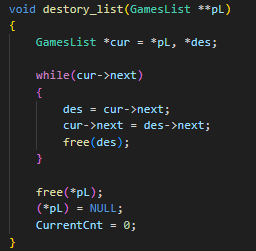 void destory_list(GamesList **pL)
{
    GamesList *cur = *pL, *des;

    while(cur->next)
    {
        des = cur->next;
        cur->next = des->next;
        free(des);
    }

    free(*pL);
    (*pL) = NULL;
    CurrentCnt = 0;
}